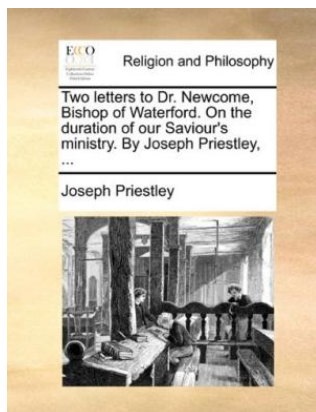 ECCO
Religion and Philosophy
Two letters to Dr. Newcome,
Bishop of Waterford. On the
duration of our Saviour's
ministry. By Joseph Priestley,
...
Joseph Priestley